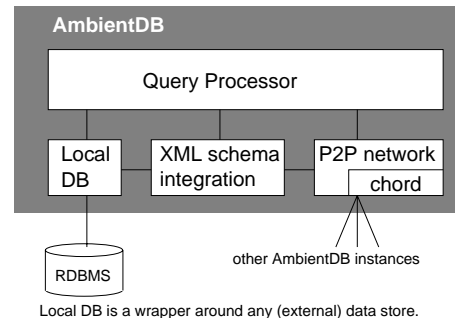 AmbientDB
Query Processor
Local
DB
XML schema
integration
P2P network
chord
other AmbientDB instances
RDBMS
Local DB is a wrapper around any (external) data store.